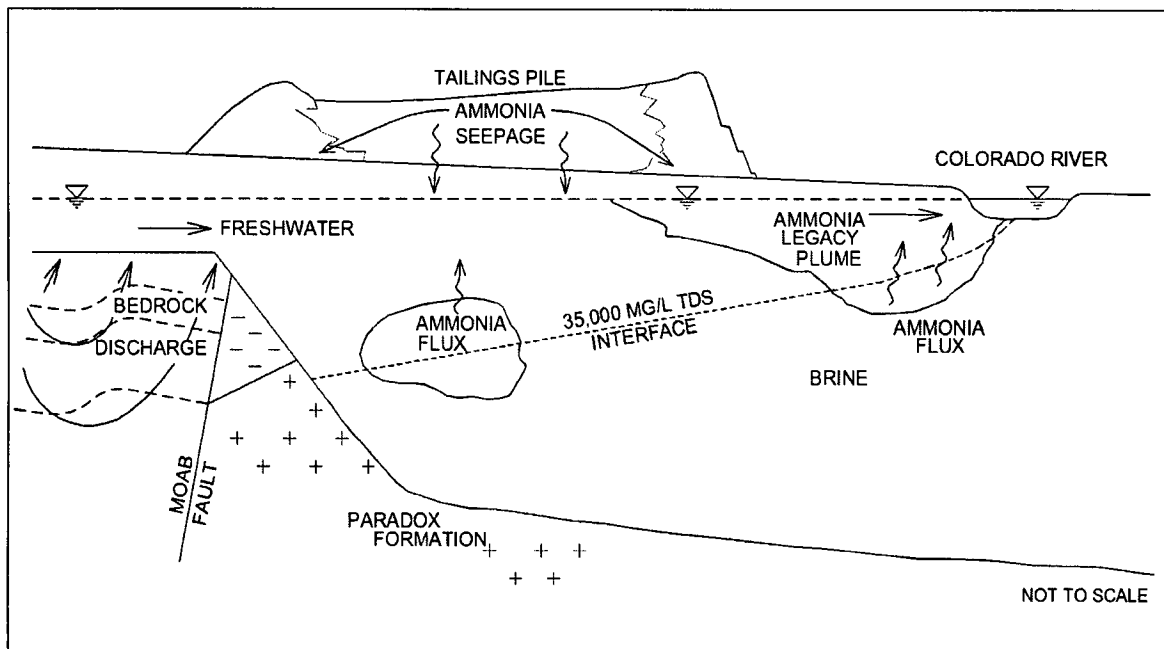 TAILINGS PILE
AMMONIA
SEEPAGE
COLORADO RIVER
FRESHWATER
AMMONIA
LEGACY
PLUME
BEDROCK
DISCHARGE
AMMONIA
FLUX
35,000 MG/L TDS
INTERFACE
AMMONIA
FLUX
BRINE
MOAB
FAULT
PARADOX
FORMATION
NOT TO SCALE